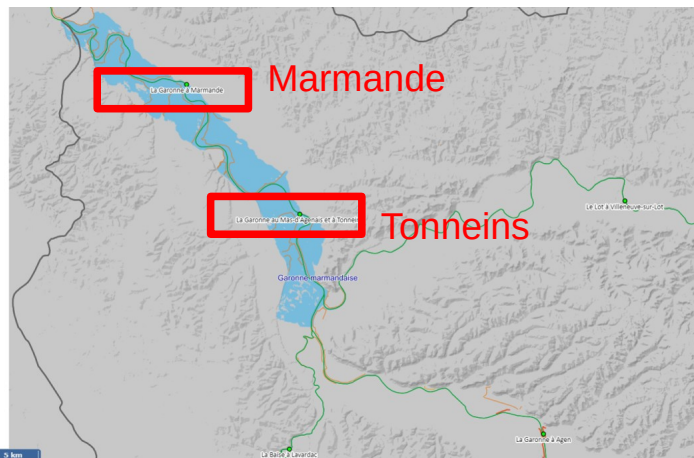 Marmande
La Garonne à Marmande
Le Lot à Villeneuve-sur-Lot
La Garonne au Mas-d'Agenais et à Tonneins
Tonneins
Garonne marmandaise
La Garonne à Agen
La Baïse à Lavardac
5 km